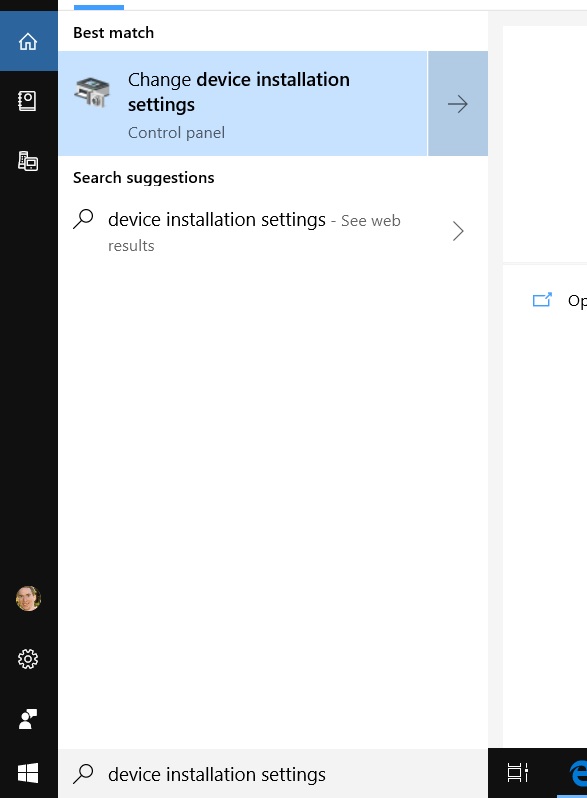 Best match
Change device installation
settings
Control panel
Search suggestions
device installation settings - See web
results
Op
device installation settings